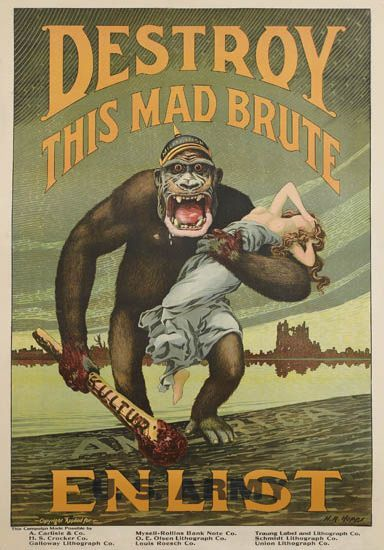 DESTROY
THIS MAD BRUTE
KULTUR
AMERICA
ENLIST
U.S. ARMY
Copyright Applied for
H.R. HOPPS
This Campaign Made Possible by
A. Carlisle & Co.
H. S. Crocker Co.
Galloway Lithograph Co.
Mysell-Rollins Bank Note Co.
O. E. Olsen Lithograph Co.
Louis Roesch Co.
Traung Label and Lithograph Co.
Schmidt Lithograph Co.
Union Lithograph Co.